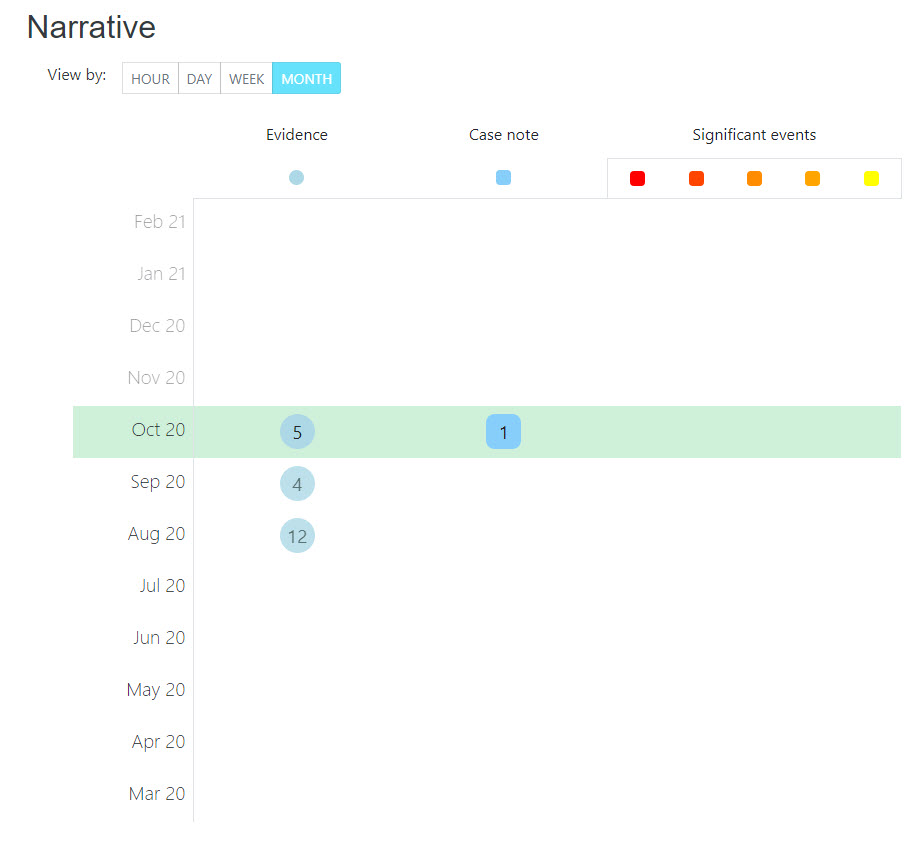 Narrative
View by: HOUR DAY WEEK MONTH
Evidence Case note Significant events
Feb 21
Jan 21
Dec 20
Nov 20
Oct 20 5 1
Sep 20 4
Aug 20 12
Jul 20
Jun 20
May 20
Apr 20
Mar 20